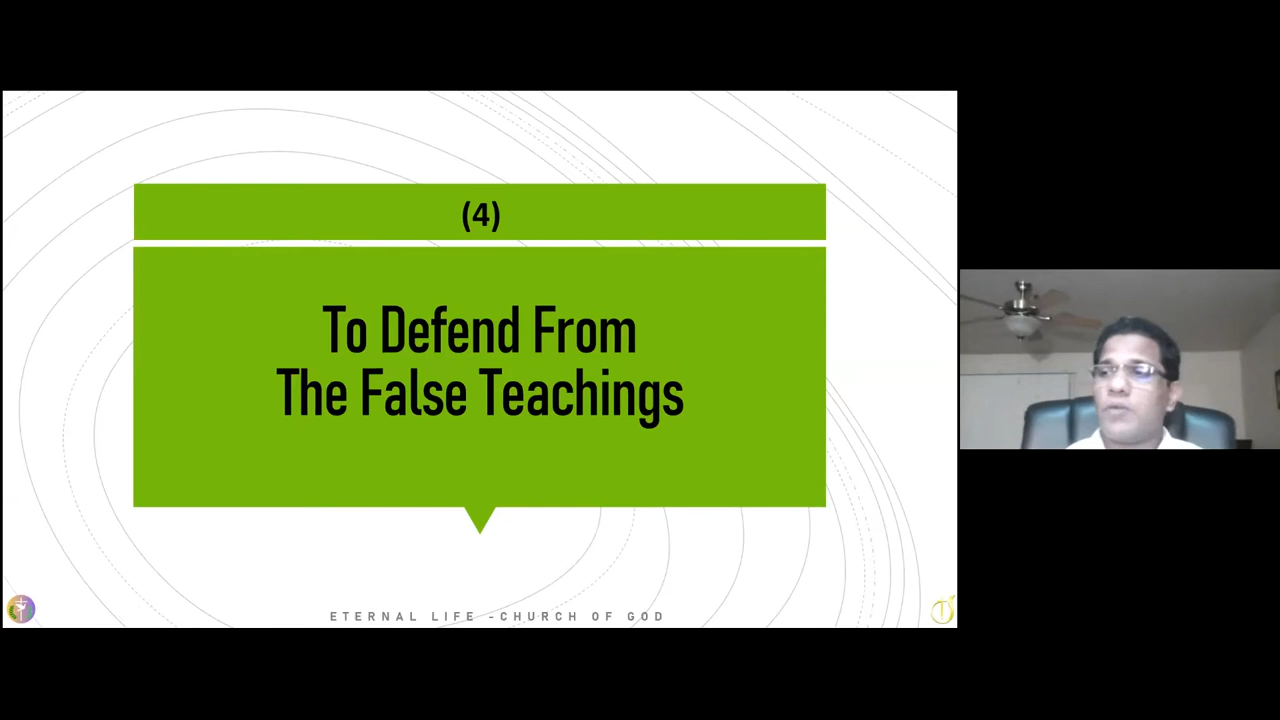 (4)
To Defend From
The False Teachings
ETERNAL LIFE -CHURCH OF GOD